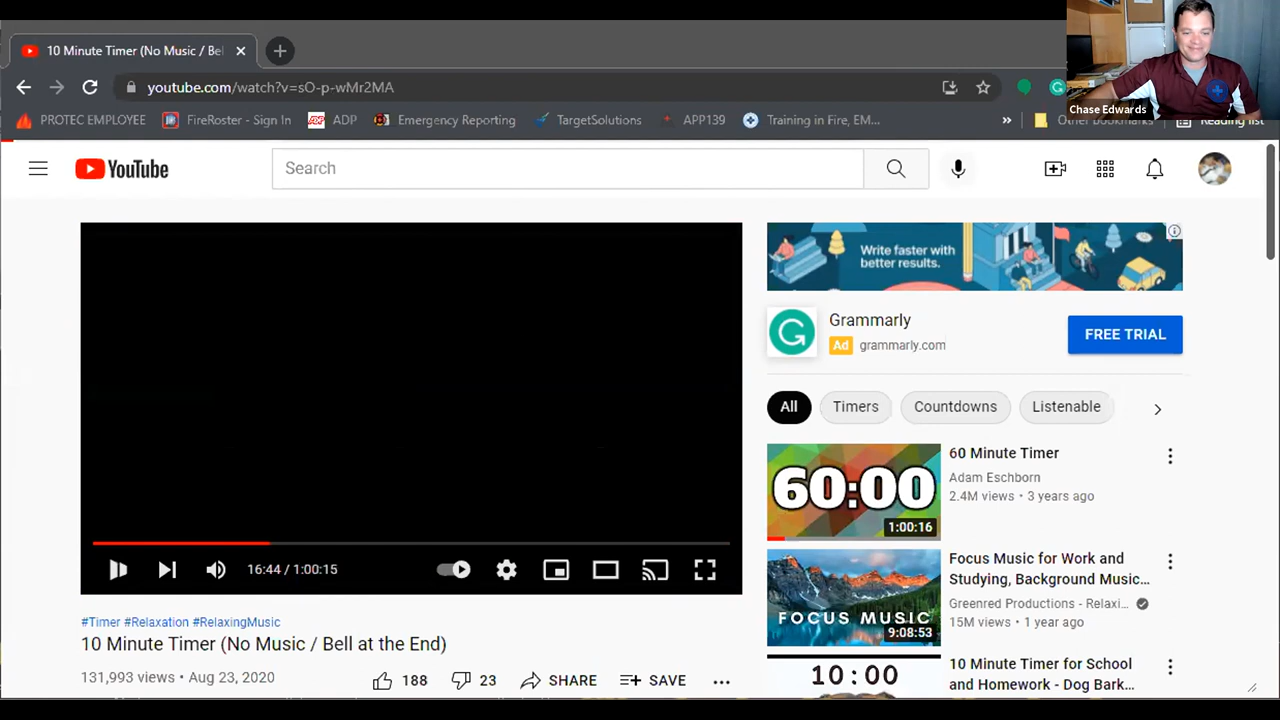 10 Minute Timer (No Music / Bel
youtube.com/watch?v=sO-p-wMr2MA
Chase Edwards
PROTEC EMPLOYEE
FireRoster - Sign In
ADP
Emergency Reporting
TargetSolutions
APP139
Training in Fire, EM...
»
Other bookmarks
Reading list
YouTube
Search
Write faster with
better results.
Grammarly
Ad grammarly.com
FREE TRIAL
All
Timers
Countdowns
Listenable
60:00
1:00:16
60 Minute Timer
Adam Eschborn
2.4M views • 3 years ago
FOCUS MUSIC
9:08:53
Focus Music for Work and
Studying, Background Music...
Greenred Productions - Relaxi...
15M views • 1 year ago
10:00
10 Minute Timer for School
and Homework - Dog Bark...
16:44 / 1:00:15
#Timer #Relaxation #RelaxingMusic
10 Minute Timer (No Music / Bell at the End)
131,993 views • Aug 23, 2020
188
23
SHARE
SAVE